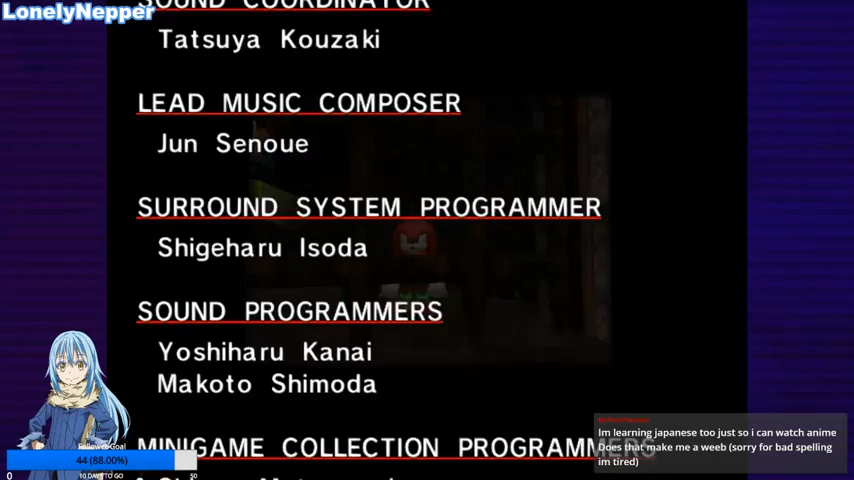 LonelyNepper
SOUND COORDINATOR
Tatsuya Kouzaki
LEAD MUSIC COMPOSER
Jun Senoue
SURROUND SYSTEM PROGRAMMER
Shigeharu Isoda
SOUND PROGRAMMERS
Yoshiharu Kanai
Makoto Shimoda
MINIGAME COLLECTION PROGRAMMERS
Follower Goal
44 (88.00%)
0
10 DAYS TO GO
50
Im learning japanese too just so i can watch anime
Does that make me a weeb (sorry for bad spelling
im tired)